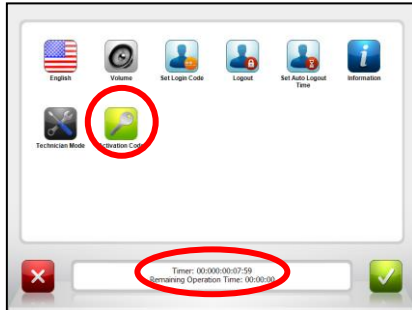 English
Volume
Set Login Code
Logout
Set Auto Logout
Time
Information
Technician Mode
Activation Code
Timer: 00:000:00:07:59
Remaining Operation Time: 00:00:00